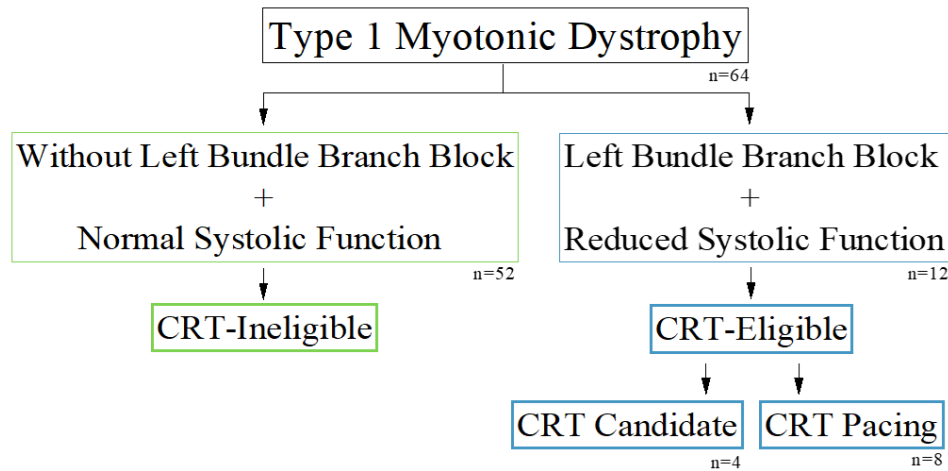 Type 1 Myotonic Dystrophy
n=64
Without Left Bundle Branch Block
+
Normal Systolic Function
n=52
Left Bundle Branch Block
+
Reduced Systolic Function
n=12
CRT-Ineligible
CRT-Eligible
CRT Candidate
n=4
CRT Pacing
n=8